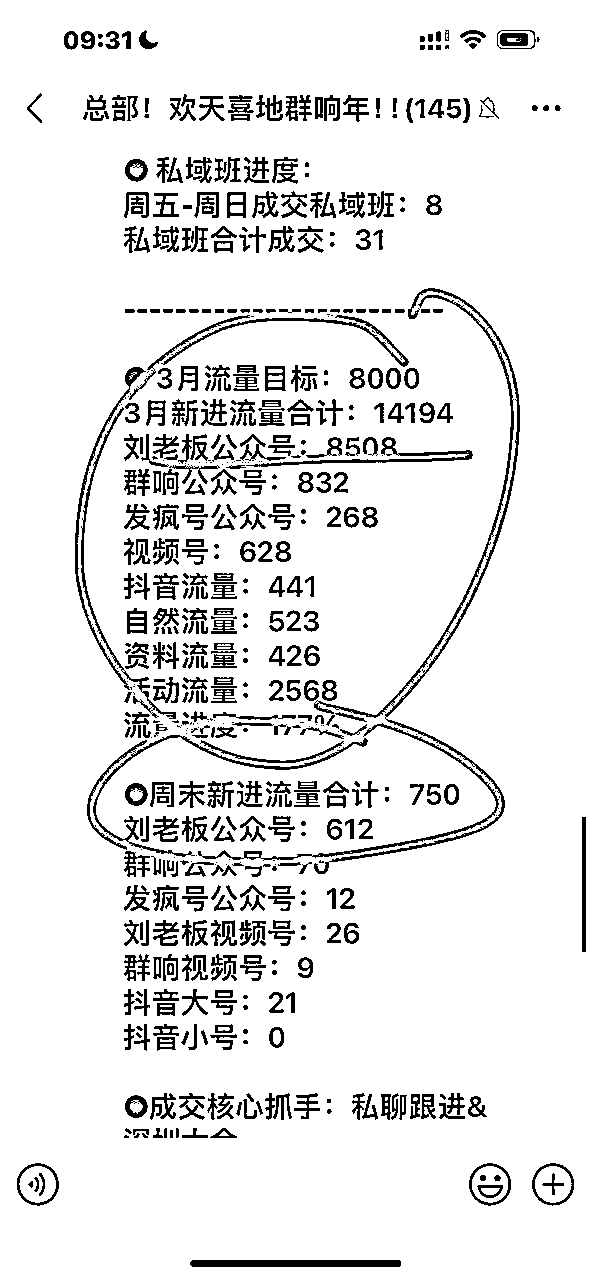 09:31
总部！欢天喜地群响年！！(145)
私域班进度：
周五-周日成交私域班：8
私域班合计成交：31
------------------------------
3月流量目标：8000
3月新进流量合计：14194
刘老板公众号：8508
群响公众号：832
发疯号公众号：268
视频号：628
抖音流量：441
自然流量：523
资料流量：426
活动流量：2568
流量进度：177%
周末新进流量合计：750
刘老板公众号：612
群响公众号：70
发疯号公众号：12
刘老板视频号：26
群响视频号：9
抖音大号：21
抖音小号：0
成交核心抓手：私聊跟进&